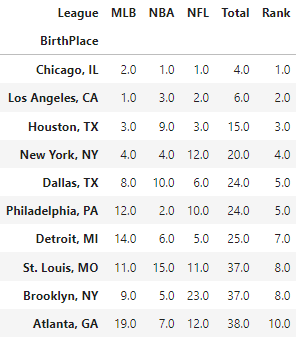 League MLB NBA NFL Total Rank
BirthPlace
Chicago, IL 2.0 1.0 1.0 4.0 1.0
Los Angeles, CA 1.0 3.0 2.0 6.0 2.0
Houston, TX 3.0 9.0 3.0 15.0 3.0
New York, NY 4.0 4.0 12.0 20.0 4.0
Dallas, TX 8.0 10.0 6.0 24.0 5.0
Philadelphia, PA 12.0 2.0 10.0 24.0 5.0
Detroit, MI 14.0 6.0 5.0 25.0 7.0
St. Louis, MO 11.0 15.0 11.0 37.0 8.0
Brooklyn, NY 9.0 5.0 23.0 37.0 8.0
Atlanta, GA 19.0 7.0 12.0 38.0 10.0